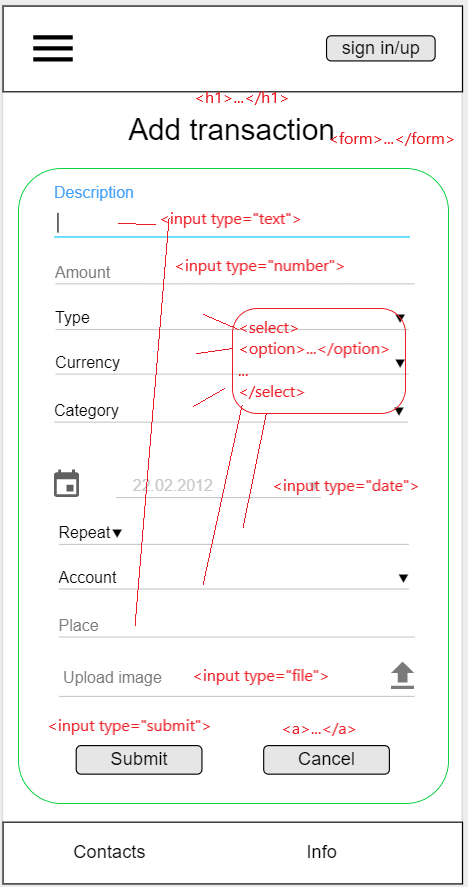 sign in/up
<h1>...</h1>
Add transaction
<form>...</form>
Description
<input type="text">
Amount
<input type="number">
Type
<select>
<option>...</option>
Currency
...
</select>
Category
22.02.2012
<input type="date">
Repeat
Account
Place
Upload image
<input type="file">
<input type="submit">
<a>...</a>
Submit
Cancel
Contacts
Info